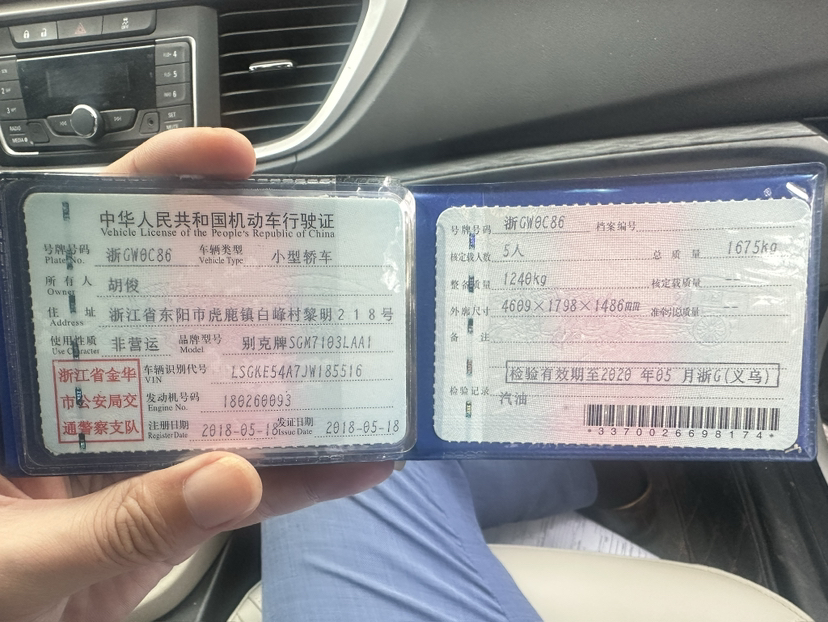 中华人民共和国机动车行驶证
Vehicle License of the People's Republic of China
号牌号码 浙GW0C86 车辆类型 小型轿车
Plate No. Vehicle Type
所有人 胡俊
Owner
住址 浙江省东阳市虎鹿镇白峰村黎明218号
Address
使用性质 非营运 品牌型号 别克牌SGM7103LAA1
Use Character Model
浙江省金华
市公安局交
通警察支队
车辆识别代号 LSGKE54A7JW185516
VIN
发动机号码 180260093
Engine No.
注册日期 2018-05-18 发证日期 2018-05-18
Register Date Issue Date
号牌号码 浙GW0C86 档案编号
核定载人数 5人 总质量 1675kg
整备质量 1240kg 核定载质量 --
外廓尺寸 4609×1798×1486mm 准牵引总质量 --
备注
检验有效期至2020年05月浙G(义乌)
检验记录
汽油
*3370026698174*
4
5
6
SET
MUTE
RADIO
MEDIA